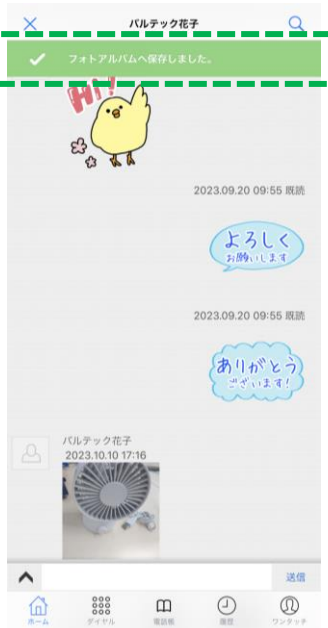 バルテック花子
フォトアルバムへ保存しました。
Hi!
2023.09.20 09:55 既読
よろしく
お願いします
2023.09.20 09:55 既読
ありがとう
ございます!
バルテック花子
2023.10.10 17:16
送信
ホーム ダイヤル 電話帳 履歴 ワンタッチ